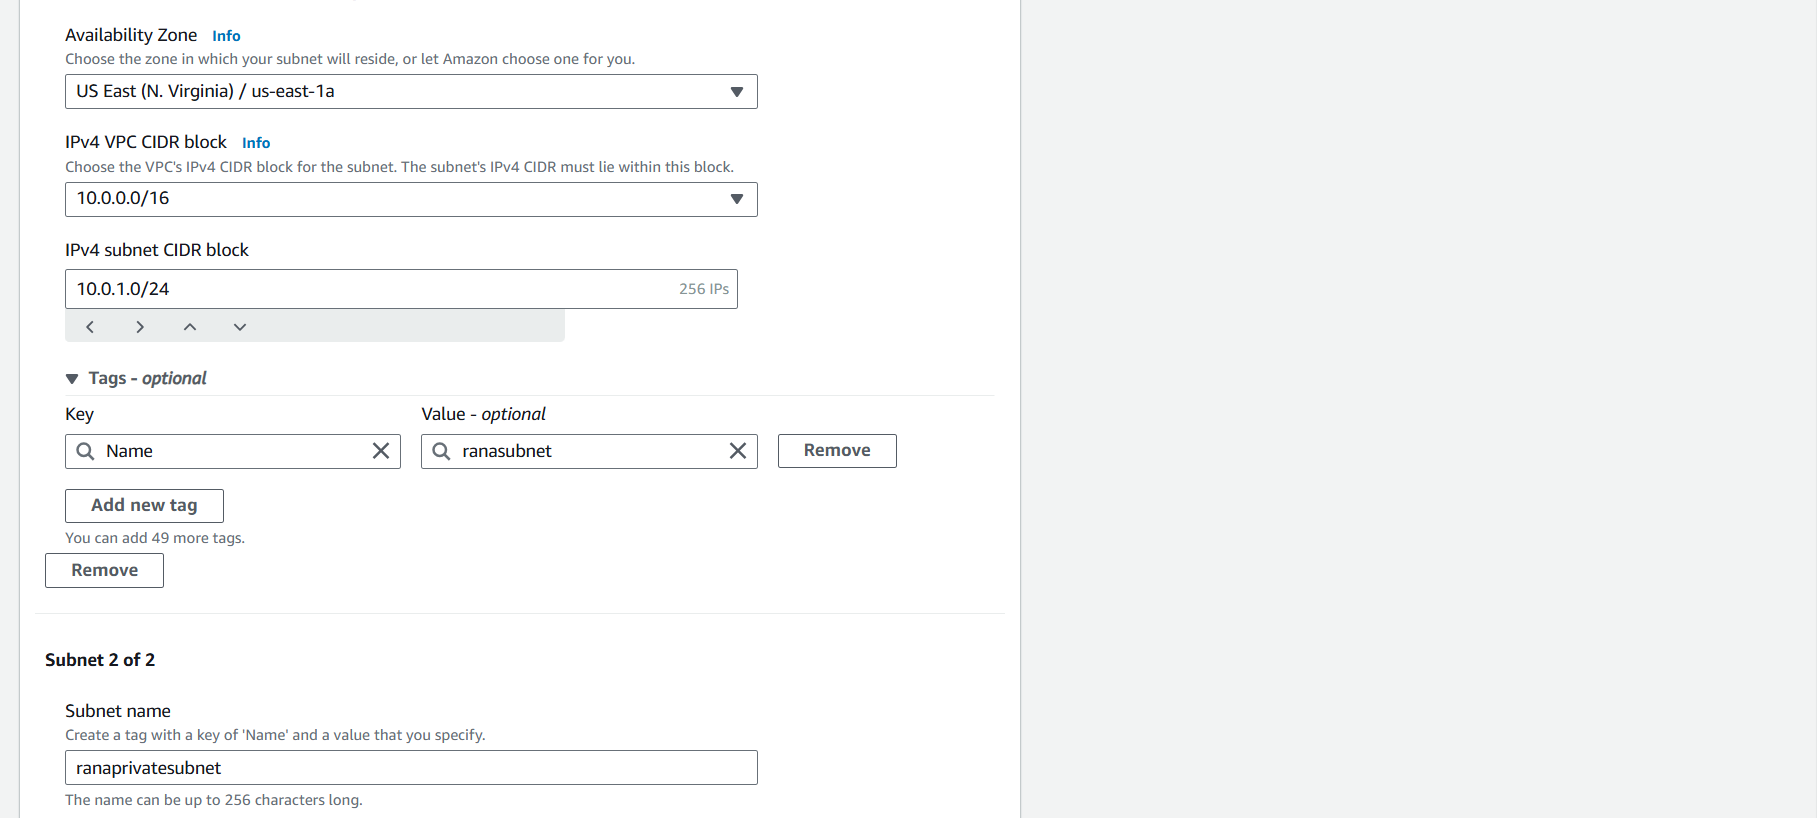 Availability Zone Info
Choose the zone in which your subnet will reside, or let Amazon choose one for you.
US East (N. Virginia) / us-east-1a
IPv4 VPC CIDR block Info
Choose the VPC's IPv4 CIDR block for the subnet. The subnet's IPv4 CIDR must lie within this block.
10.0.0.0/16
IPv4 subnet CIDR block
10.0.1.0/24 256 IPs
Tags - optional
Key Value - optional
Name ranasubnet Remove
Add new tag
You can add 49 more tags.
Remove
Subnet 2 of 2
Subnet name
Create a tag with a key of 'Name' and a value that you specify.
ranaprivatesubnet
The name can be up to 256 characters long.